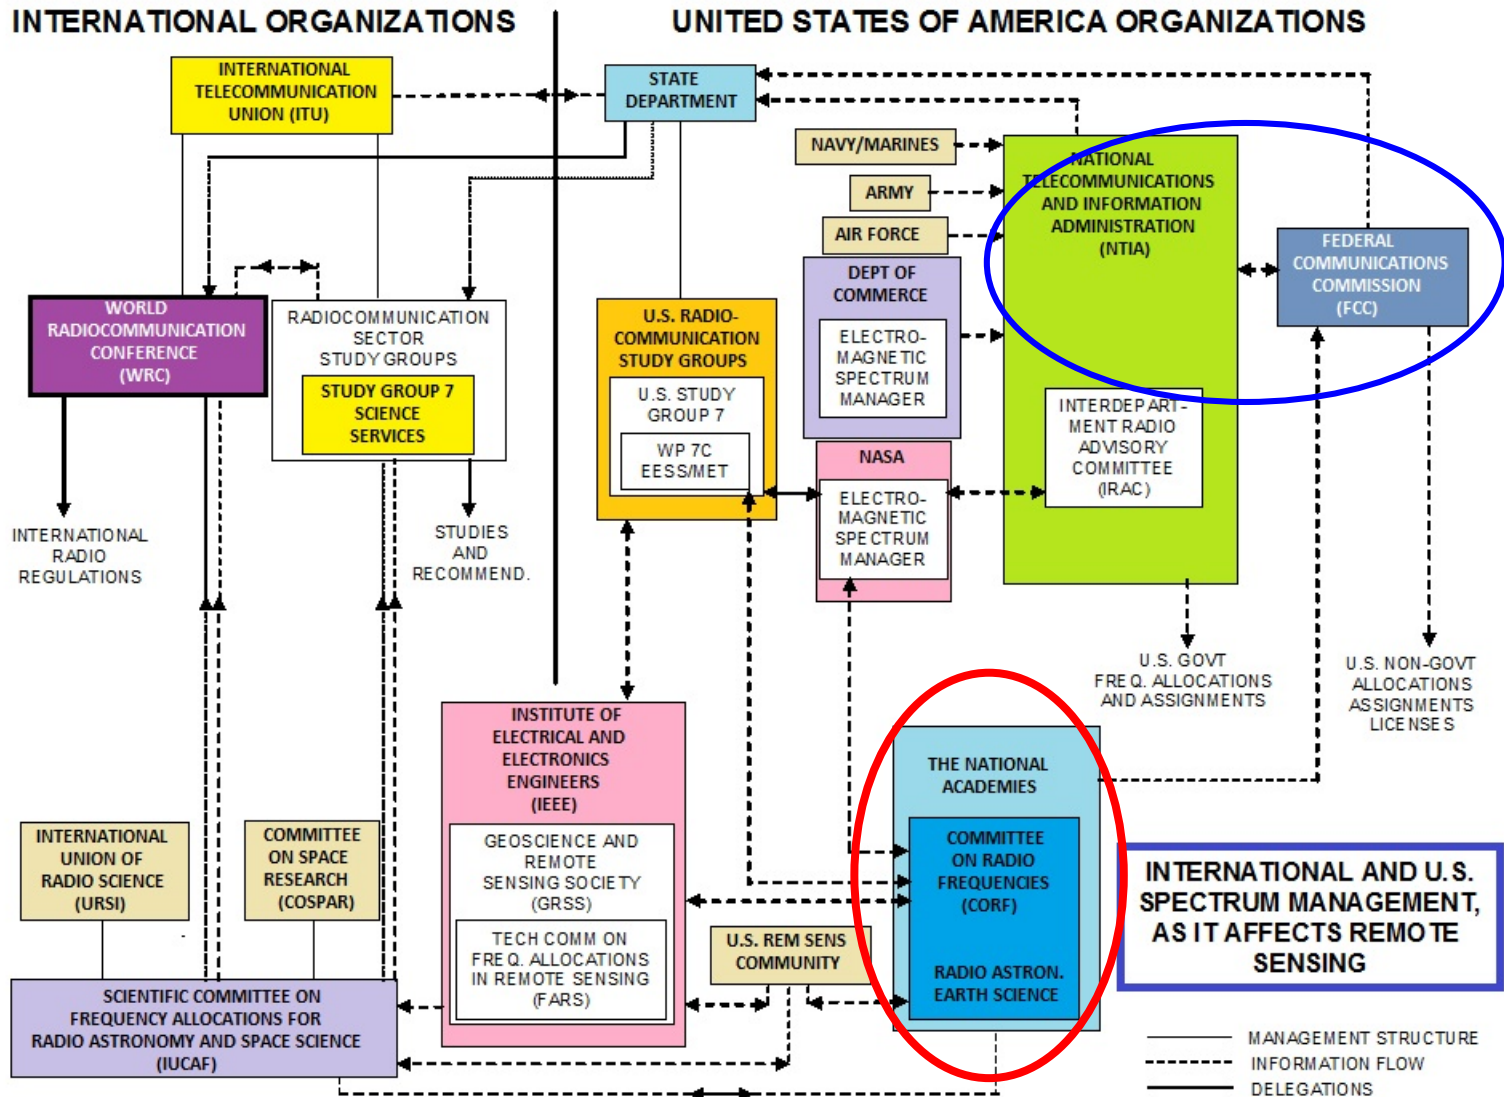 INTERNATIONAL ORGANIZATIONS
UNITED STATES OF AMERICA ORGANIZATIONS
INTERNATIONAL
TELECOMMUNICATION
UNION (ITU)
STATE
DEPARTMENT
NAVY/MARINES
ARMY
AIR FORCE
NATIONAL
TELECOMMUNICATIONS
AND INFORMATION
ADMINISTRATION
(NTIA)
FEDERAL
COMMUNICATIONS
COMMISSION
(FCC)
DEPT OF
COMMERCE
ELECTRO-
MAGNETIC
SPECTRUM
MANAGER
WORLD
RADIOCOMMUNICATION
CONFERENCE
(WRC)
RADIOCOMMUNICATION
SECTOR
STUDY GROUPS
STUDY GROUP 7
SCIENCE
SERVICES
U.S. RADIO-
COMMUNICATION
STUDY GROUPS
U.S. STUDY
GROUP 7
WP 7C
EESS/MET
NASA
ELECTRO-
MAGNETIC
SPECTRUM
MANAGER
INTERDEPART-
MENT RADIO
ADVISORY
COMMITTEE
(IRAC)
INTERNATIONAL
RADIO
REGULATIONS
STUDIES
AND
RECOMMEND.
U.S. GOVT
FREQ. ALLOCATIONS
AND ASSIGNMENTS
U.S. NON-GOVT
ALLOCATIONS
ASSIGNMENTS
LICENSES
INSTITUTE OF
ELECTRICAL AND
ELECTRONICS
ENGINEERS
(IEEE)
GEOSCIENCE AND
REMOTE
SENSING SOCIETY
(GRSS)
TECH COMM ON
FREQ. ALLOCATIONS
IN REMOTE SENSING
(FARS)
THE NATIONAL
ACADEMIES
COMMITTEE
ON RADIO
FREQUENCIES
(CORF)
RADIO ASTRON.
EARTH SCIENCE
INTERNATIONAL
UNION OF
RADIO SCIENCE
(URSI)
COMMITTEE
ON SPACE
RESEARCH
(COSPAR)
U.S. REM SENS
COMMUNITY
SCIENTIFIC COMMITTEE ON
FREQUENCY ALLOCATIONS FOR
RADIO ASTRONOMY AND SPACE SCIENCE
(IUCAF)
INTERNATIONAL AND U.S.
SPECTRUM MANAGEMENT,
AS IT AFFECTS REMOTE
SENSING
MANAGEMENT STRUCTURE
INFORMATION FLOW
DELEGATIONS